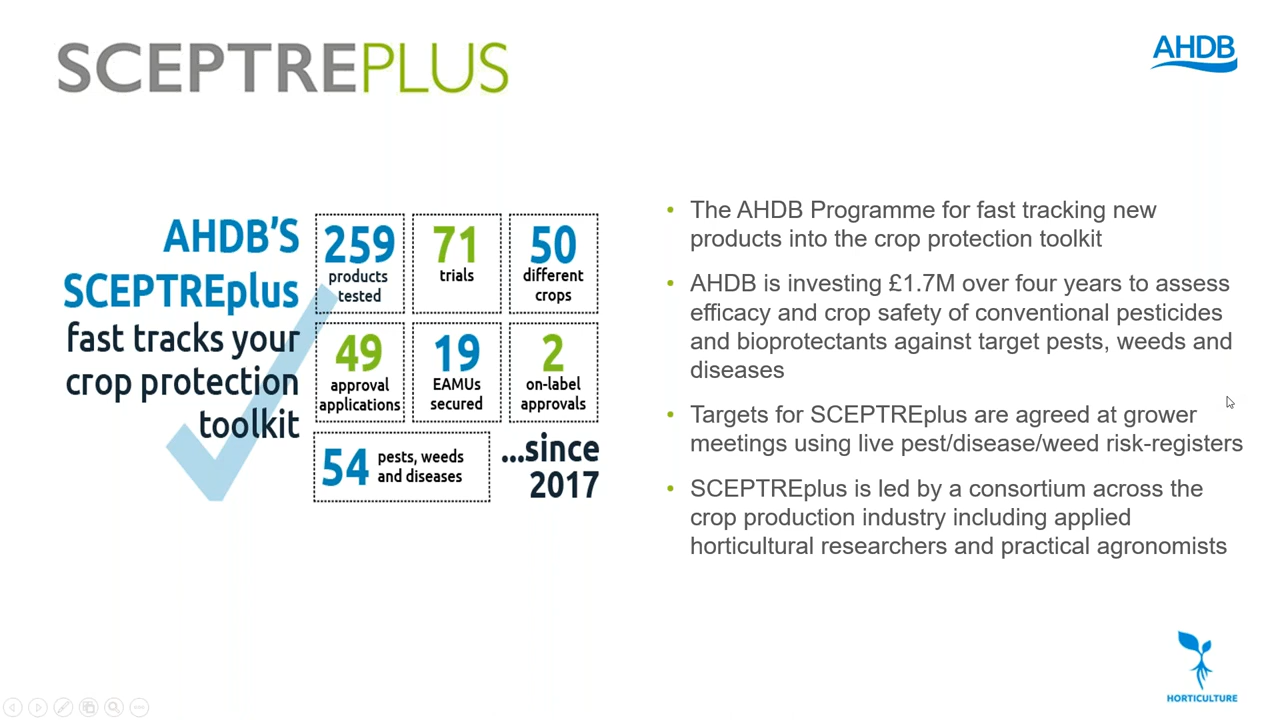 SCEPTREPLUS
AHDB
AHDB'S
SCEPTREplus
fast tracks your
crop protection
toolkit
259
products
tested
71
trials
50
different
crops
49
approval
applications
19
EAMUs
secured
2
on-label
approvals
54
pests, weeds
and diseases
...since
2017
• The AHDB Programme for fast tracking new
products into the crop protection toolkit
• AHDB is investing £1.7M over four years to assess
efficacy and crop safety of conventional pesticides
and bioprotectants against target pests, weeds and
diseases
• Targets for SCEPTREplus are agreed at grower
meetings using live pest/disease/weed risk-registers
• SCEPTREplus is led by a consortium across the
crop production industry including applied
horticultural researchers and practical agronomists
HORTICULTURE